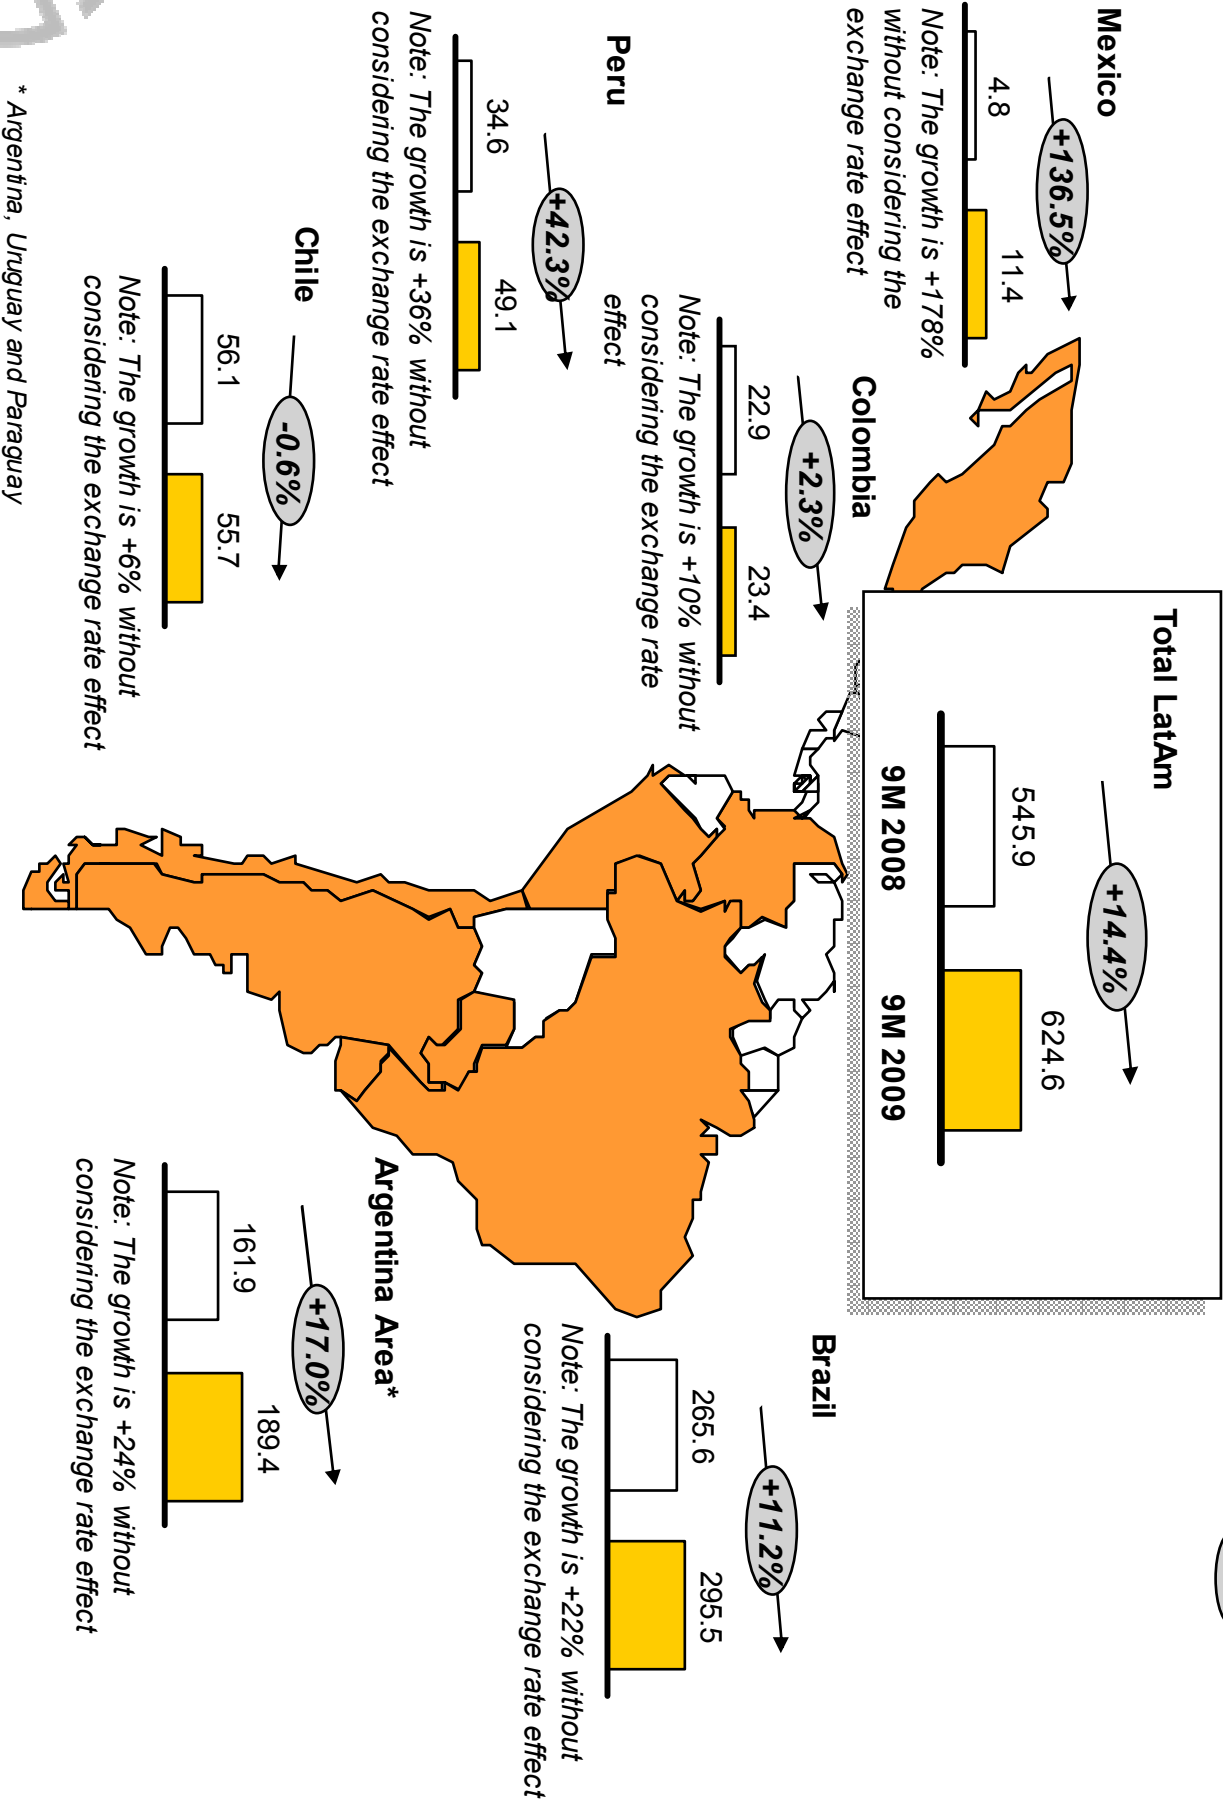 Total LatAm
+14.4%
545.9
624.6
9M 2008
9M 2009
Mexico
+136.5%
4.8
11.4
Note: The growth is +178%
without considering the
exchange rate effect
Colombia
+2.3%
22.9
23.4
Note: The growth is +10% without
considering the exchange rate
effect
Brazil
+11.2%
265.6
295.5
Note: The growth is +22% without
considering the exchange rate effect
Peru
+42.3%
34.6
49.1
Note: The growth is +36% without
considering the exchange rate effect
Chile
-0.6%
56.1
55.7
Note: The growth is +6% without
considering the exchange rate effect
Argentina Area*
+17.0%
161.9
189.4
Note: The growth is +24% without
considering the exchange rate effect
* Argentina, Uruguay and Paraguay